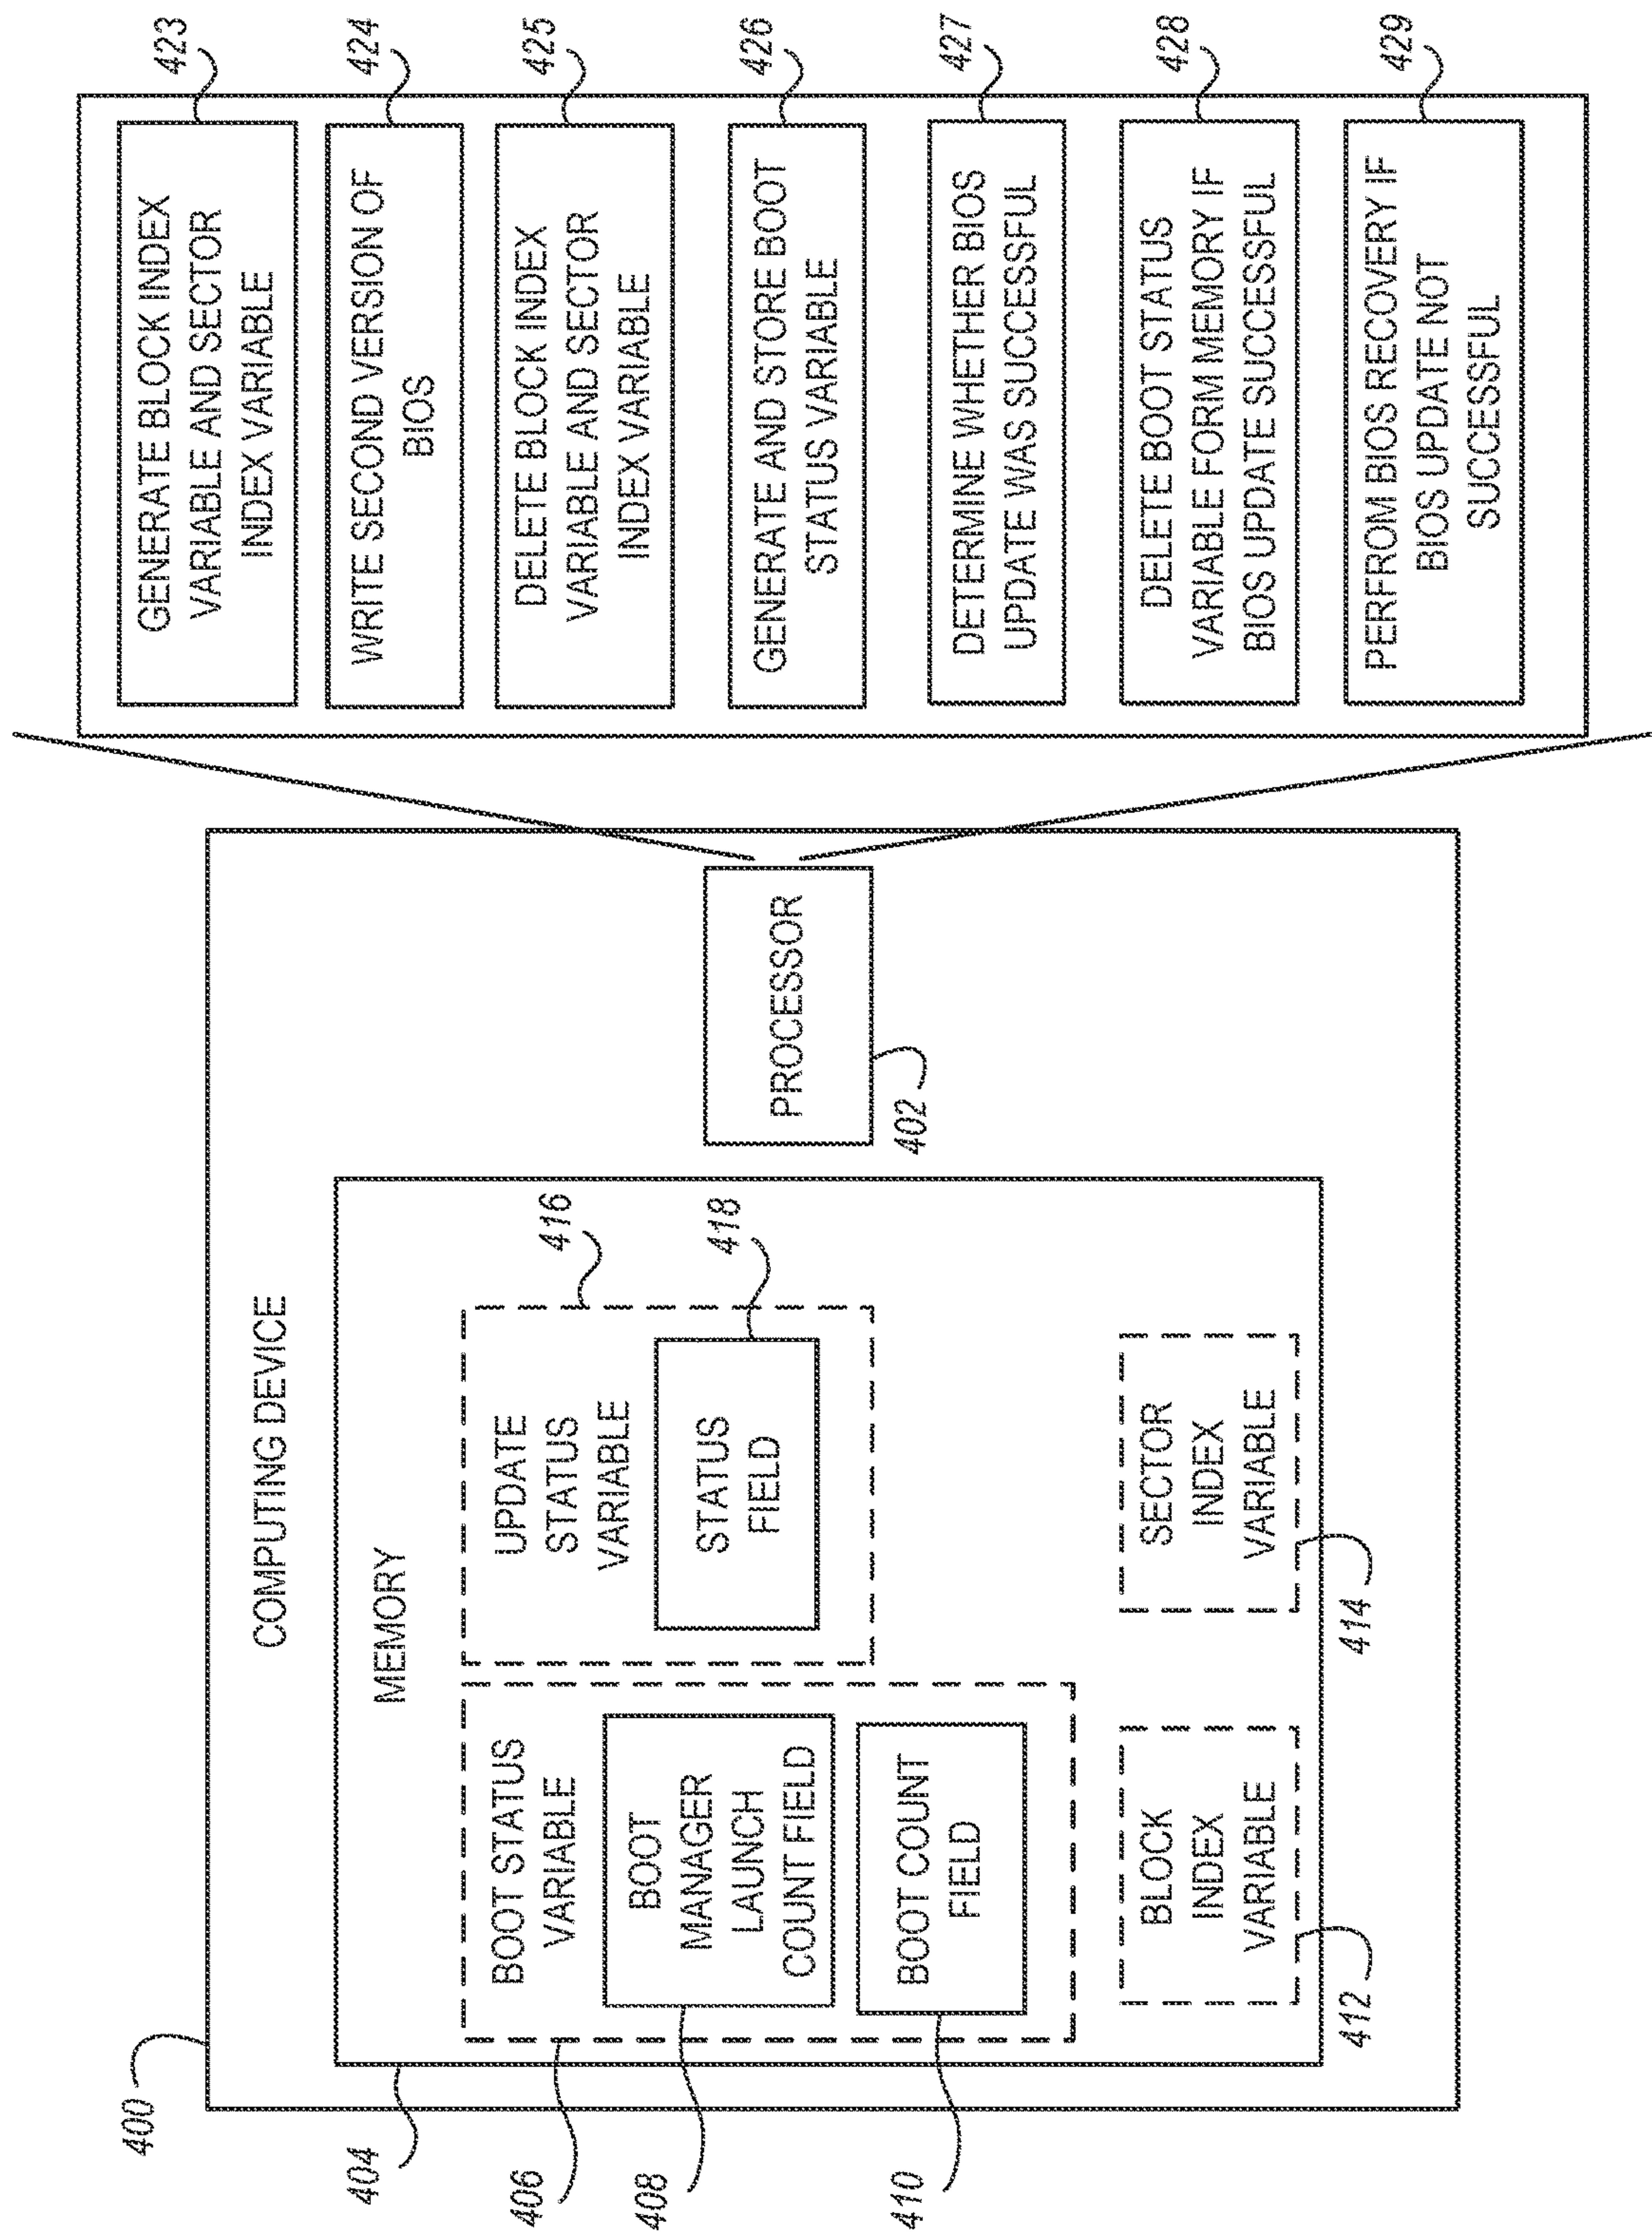 400
COMPUTING DEVICE
404
MEMORY
406
BOOT STATUS
VARIABLE
408
BOOT
MANAGER
LAUNCH
COUNT FIELD
410
BOOT COUNT
FIELD
UPDATE
STATUS
VARIABLE
416
STATUS
FIELD
418
BLOCK
INDEX
VARIABLE
412
SECTOR
INDEX
VARIABLE
414
PROCESSOR
402
GENERATE BLOCK INDEX
VARIABLE AND SECTOR
INDEX VARIABLE
423
WRITE SECOND VERSION OF
BIOS
424
DELETE BLOCK INDEX
VARIABLE AND SECTOR
INDEX VARIABLE
425
GENERATE AND STORE BOOT
STATUS VARIABLE
426
DETERMINE WHETHER BIOS
UPDATE WAS SUCCESSFUL
427
DELETE BOOT STATUS
VARIABLE FORM MEMORY IF
BIOS UPDATE SUCCESSFUL
428
PERFROM BIOS RECOVERY IF
BIOS UPDATE NOT
SUCCESSFUL
429